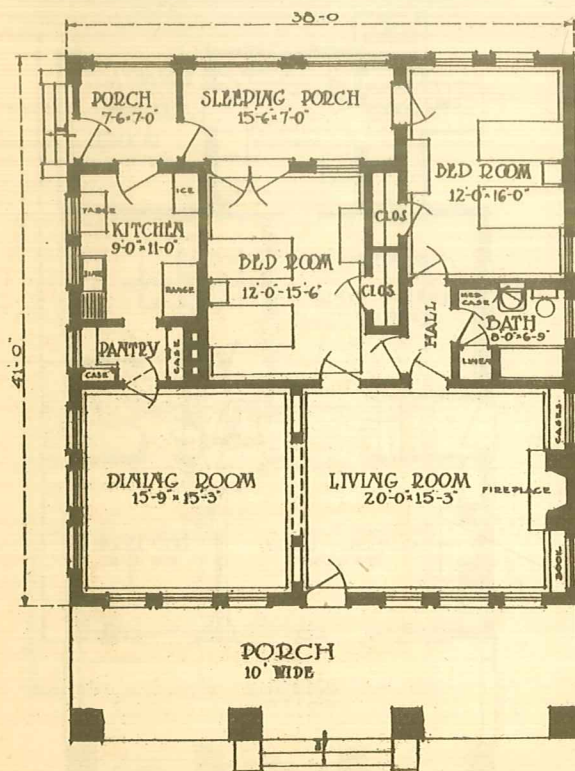 38-0
PORCH
7-6"×7-0"
SLEEPING PORCH
15-6"×7-0"
BED ROOM
12-0"×16-0"
ICE
TABLE
KITCHEN
9-0"×11-0"
CLOS.
SINK
RANGE
BED ROOM
12-0"-15-6"
CLOS.
HALL
MED
CASE
BATH
8-0"×6-9"
LINEN
PANTRY
CASE
CASE
41-0"
CASES
DINING ROOM
15-9"×15-3"
LIVING ROOM
20-0"×15-3"
FIREPLACE
BOOK
PORCH
10' WIDE